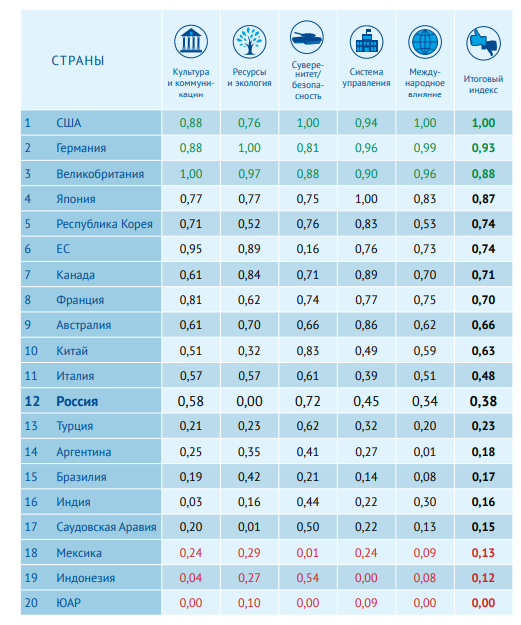 СТРАНЫ
Культура
и коммуни-
кации
Ресурсы
и экология
Сувере-
нитет/
безопа-
сность
Система
управления
Между-
народное
влияние
Итоговый
индекс
1 США 0,88 0,76 1,00 0,94 1,00 1,00
2 Германия 0,88 1,00 0,81 0,96 0,99 0,93
3 Великобритания 1,00 0,97 0,88 0,90 0,96 0,88
4 Япония 0,77 0,77 0,75 1,00 0,83 0,87
5 Республика Корея 0,71 0,52 0,76 0,83 0,53 0,74
6 ЕС 0,95 0,89 0,16 0,76 0,73 0,74
7 Канада 0,61 0,84 0,71 0,89 0,70 0,71
8 Франция 0,81 0,62 0,74 0,77 0,75 0,70
9 Австралия 0,61 0,70 0,66 0,86 0,62 0,66
10 Китай 0,51 0,32 0,83 0,49 0,59 0,63
11 Италия 0,57 0,57 0,61 0,39 0,51 0,48
12 Россия 0,58 0,00 0,72 0,45 0,34 0,38
13 Турция 0,21 0,23 0,62 0,32 0,20 0,23
14 Аргентина 0,25 0,35 0,41 0,27 0,01 0,18
15 Бразилия 0,19 0,42 0,21 0,14 0,08 0,17
16 Индия 0,03 0,16 0,44 0,22 0,30 0,16
17 Саудовская Аравия 0,20 0,01 0,50 0,22 0,13 0,15
18 Мексика 0,24 0,29 0,01 0,24 0,09 0,13
19 Индонезия 0,04 0,27 0,54 0,00 0,08 0,12
20 ЮАР 0,00 0,10 0,00 0,09 0,00 0,00